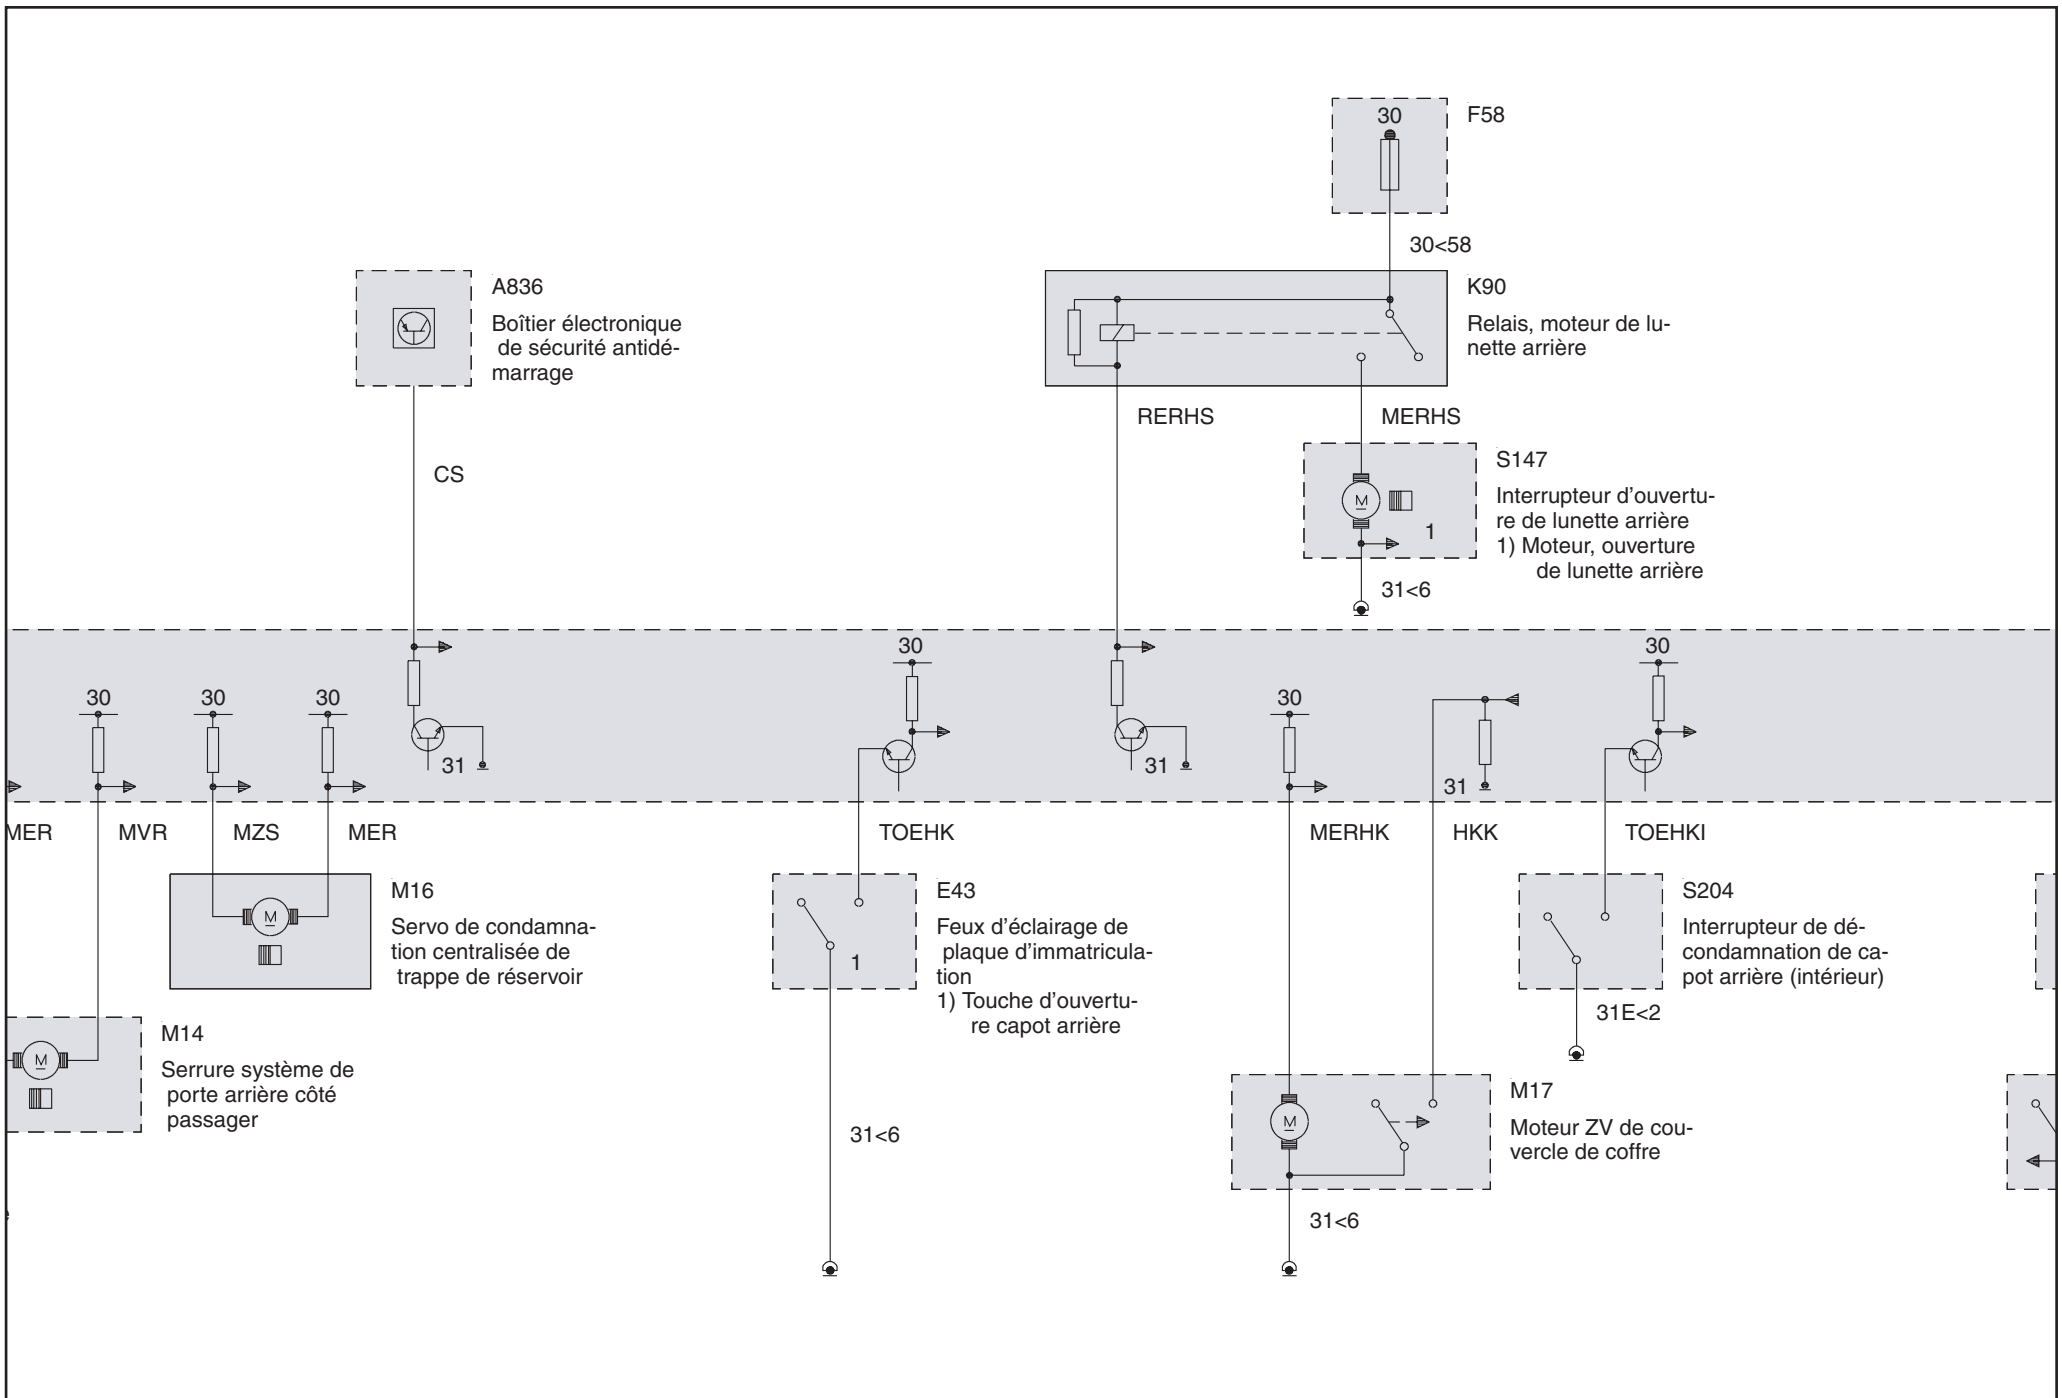 30
F58
30<58
A836
Boîtier électronique
de sécurité antidé-
marrage
K90
Relais, moteur de lu-
nette arrière
RERHS
MERHS
CS
S147
Interrupteur d'ouvertu-
re de lunette arrière
1) Moteur, ouverture
de lunette arrière
M
1
31<6
30
30
30
30
30
30
31
31
31
MER
MVR
MZS
MER
TOEHK
MERHK
HKK
TOEHKI
M
M16
Servo de condamna-
tion centralisée de
trappe de réservoir
1
E43
Feux d'éclairage de
plaque d'immatricula-
tion
1) Touche d'ouvertu-
re capot arrière
S204
Interrupteur de dé-
condamnation de ca-
pot arrière (intérieur)
31E<2
M
M14
Serrure système de
porte arrière côté
passager
31<6
M
M17
Moteur ZV de cou-
vercle de coffre
31<6